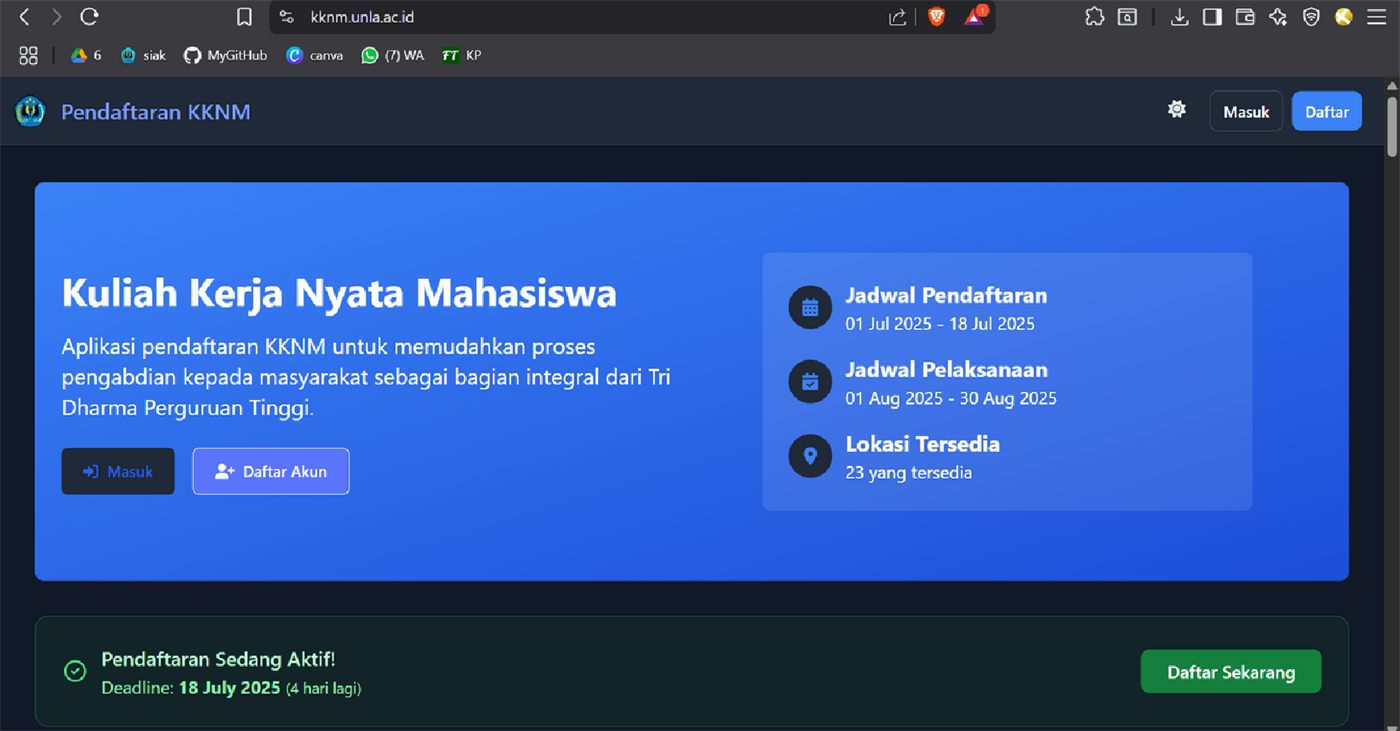 kknm.unla.ac.id
1
6
siak
MyGitHub
canva
(7) WA
FT KP
Pendaftaran KKNM
Masuk
Daftar
Kuliah Kerja Nyata Mahasiswa
Aplikasi pendaftaran KKNM untuk memudahkan proses
pengabdian kepada masyarakat sebagai bagian integral dari Tri
Dharma Perguruan Tinggi.
Masuk
Daftar Akun
Jadwal Pendaftaran
01 Jul 2025 - 18 Jul 2025
Jadwal Pelaksanaan
01 Aug 2025 - 30 Aug 2025
Lokasi Tersedia
23 yang tersedia
Pendaftaran Sedang Aktif!
Deadline: 18 July 2025 (4 hari lagi)
Daftar Sekarang